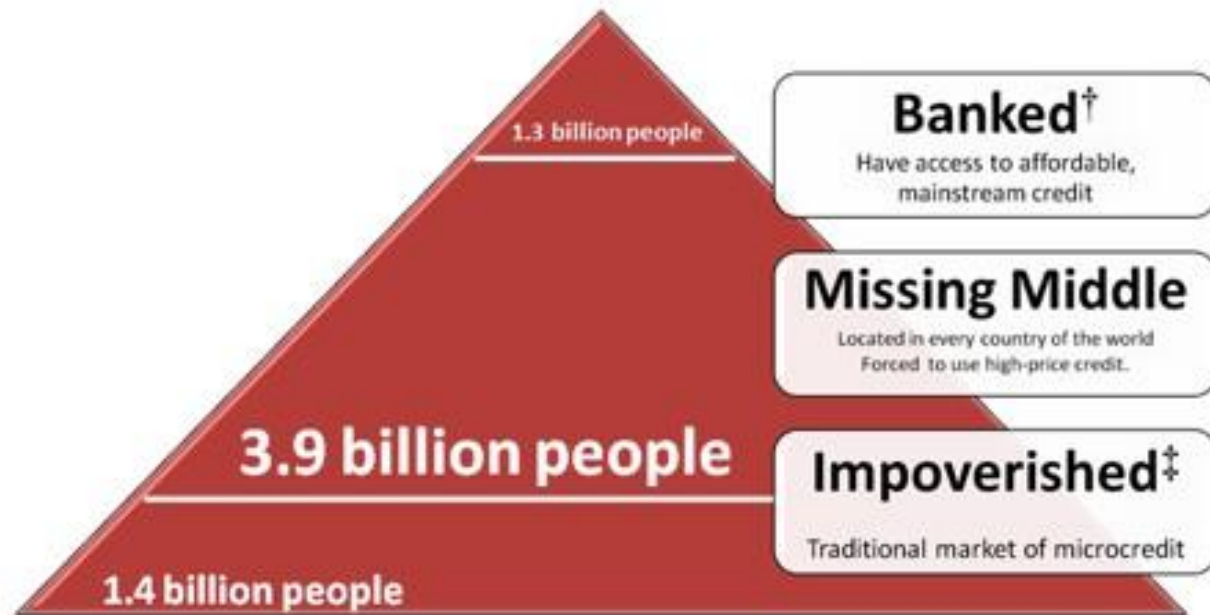 1.3 billion people
Banked†
Have access to affordable,
mainstream credit
Missing Middle
Located in every country of the world
Forced to use high-price credit.
3.9 billion people
Impoverished‡
Traditional market of microcredit
1.4 billion people